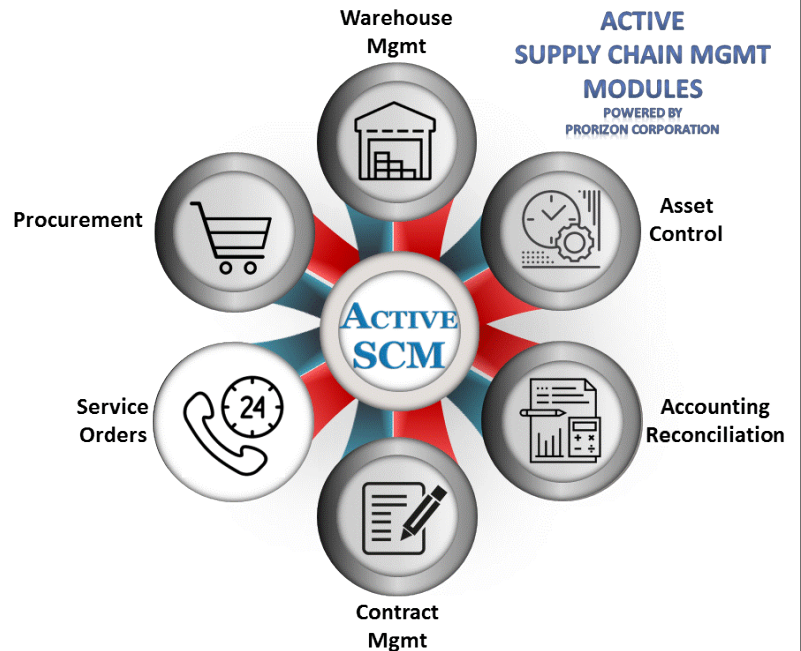 Warehouse
Mgmt
ACTIVE
SUPPLY CHAIN MGMT
MODULES
POWERED BY
PRORIZON CORPORATION
Procurement
Asset
Control
ACTIVE
SCM
Service
Orders
24
Accounting
Reconciliation
Contract
Mgmt